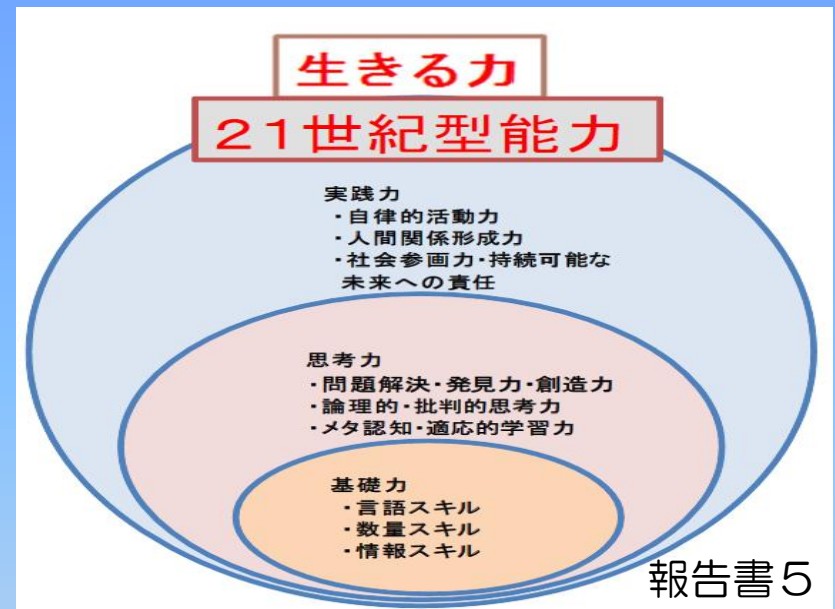 生きる力
21世紀型能力
実践力
・自律的活動力
・人間関係形成力
・社会参画力・持続可能な
未来への責任
思考力
・問題解決・発見力・創造力
・論理的・批判的思考力
・メタ認知・適応的学習力
基礎力
・言語スキル
・数量スキル
・情報スキル
報告書5